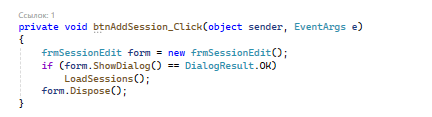 Ссылок: 1
private void btnAddSession_Click(object sender, EventArgs e)
{
    frmSessionEdit form = new frmSessionEdit();
    if (form.ShowDialog() == DialogResult.OK)
        LoadSessions();
    form.Dispose();
}